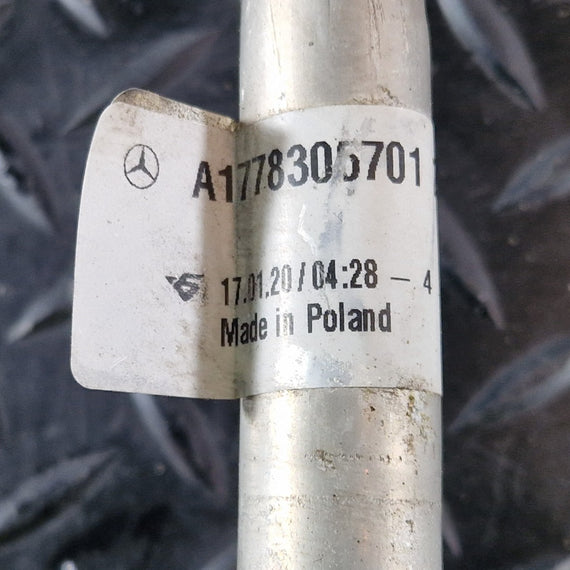 A1778305701
17.01.20/04:28 – 4
Made in Poland